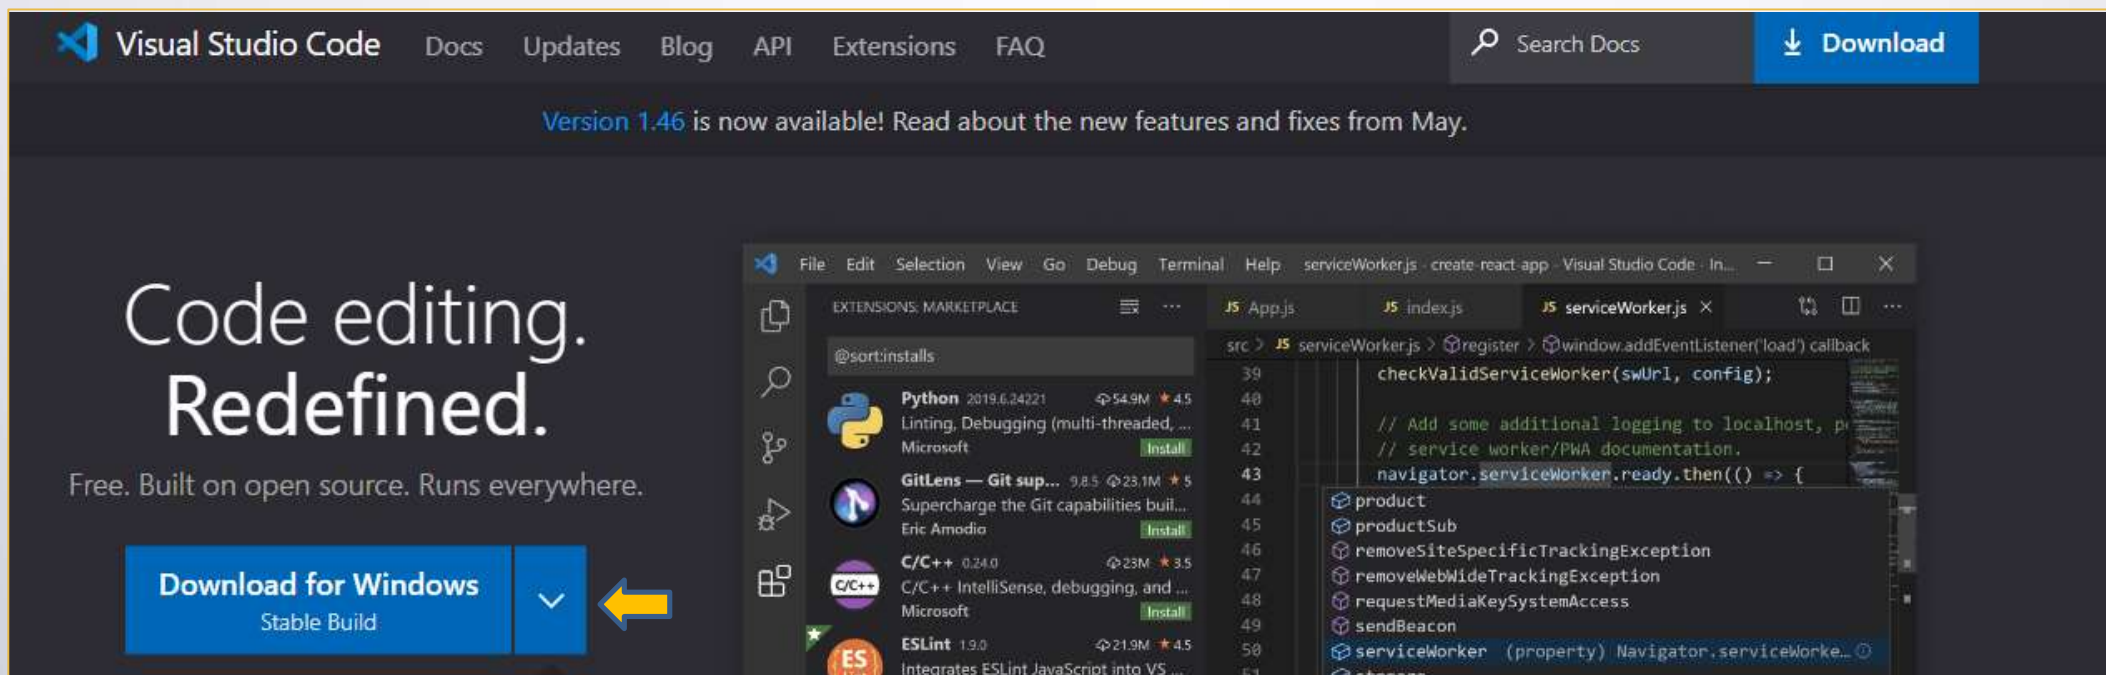 Visual Studio Code Docs Updates Blog API Extensions FAQ Search Docs Download
Version 1.46 is now available! Read about the new features and fixes from May.
Code editing.
Redefined.
Free. Built on open source. Runs everywhere.
Download for Windows
Stable Build
File Edit Selection View Go Debug Terminal Help serviceWorker.js - create-react-app - Visual Studio Code - In...
EXTENSIONS: MARKETPLACE
@sort:installs
Python 2019.6.24221 54.9M ★ 4.5
Linting, Debugging (multi-threaded, ...
Microsoft Install
GitLens — Git sup... 9.8.5 23.1M ★ 5
Supercharge the Git capabilities buil...
Eric Amodio Install
C/C++ 0.24.0 23M ★ 3.5
C/C++
C/C++ IntelliSense, debugging, and ...
Microsoft Install
ESLint 1.9.0 21.9M ★ 4.5
ES
Integrates ESLint JavaScript into VS ...
JS App.js JS index.js JS serviceWorker.js
src > JS serviceWorker.js > register > window.addEventListener('load') callback
39 checkValidServiceWorker(swUrl, config);
40
41 // Add some additional logging to localhost,
42 // service worker/PWA documentation.
43 navigator.serviceWorker.ready.then(() => {
44 product
45 productSub
46 removeSiteSpecificTrackingException
47 removeWebWideTrackingException
48 requestMediaKeySystemAccess
49 sendBeacon
50 serviceWorker (property) Navigator.serviceWorke...
51